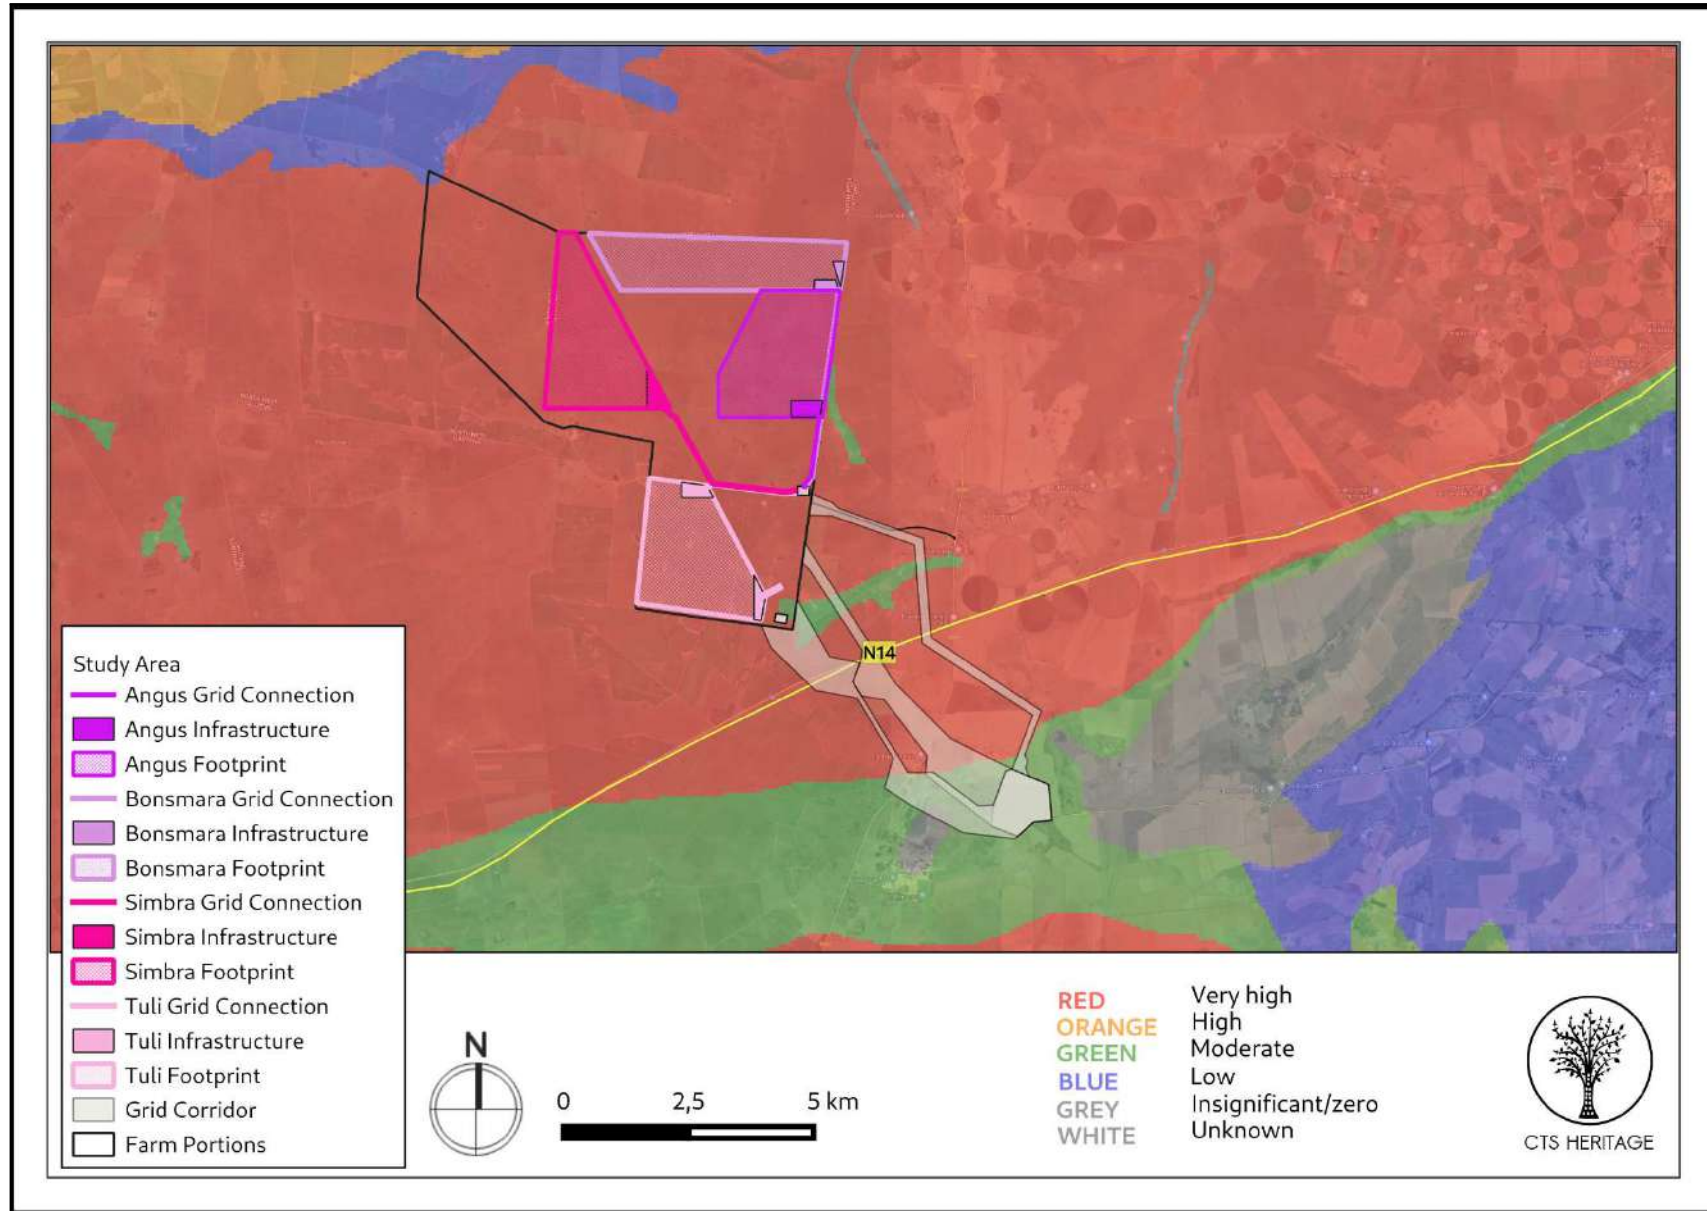 N14
Study Area
Angus Grid Connection
Angus Infrastructure
Angus Footprint
Bonsmara Grid Connection
Bonsmara Infrastructure
Bonsmara Footprint
Simbra Grid Connection
Simbra Infrastructure
Simbra Footprint
Tuli Grid Connection
Tuli Infrastructure
Tuli Footprint
Grid Corridor
Farm Portions
N
0 2,5 5 km
RED Very high
ORANGE High
GREEN Moderate
BLUE Low
GREY Insignificant/zero
WHITE Unknown
CTS HERITAGE